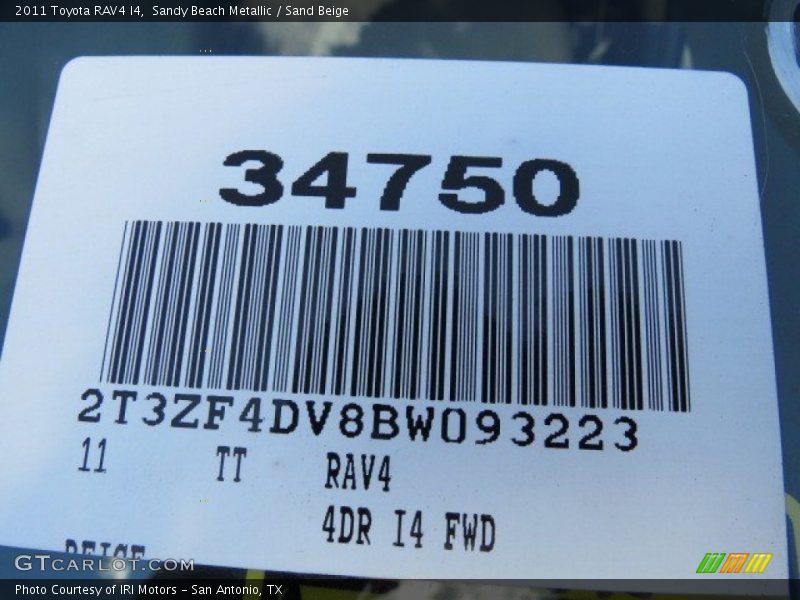 2011 Toyota RAV4 I4, Sandy Beach Metallic / Sand Beige
34750
2T3ZF4DV8BW093223
11 TT RAV4
4DR I4 FWD
BEIGE
GTCARLOT.COM
Photo Courtesy of IRI Motors - San Antonio, TX